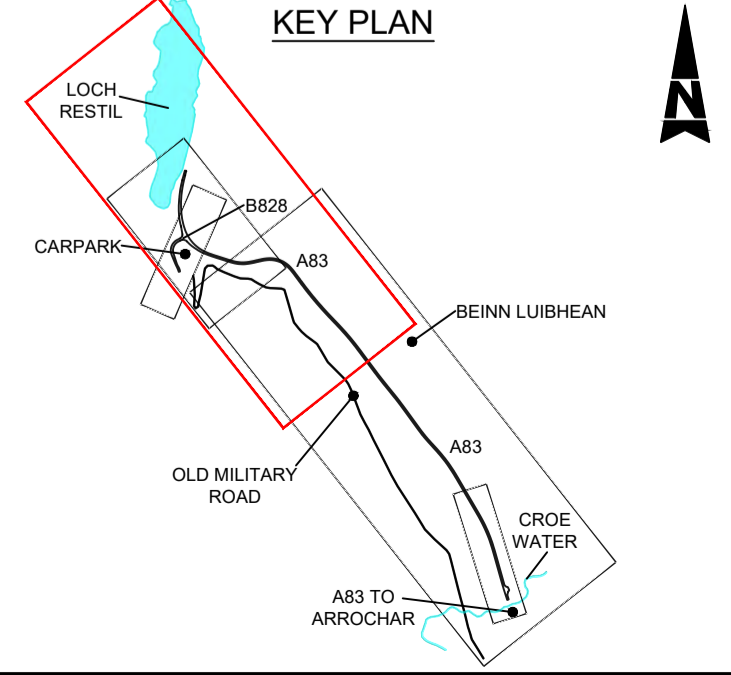 KEY PLAN
N
LOCH
RESTIL
B828
CARPARK
A83
BEINN LUIBHEAN
A83
OLD MILITARY
ROAD
CROE
WATER
A83 TO
ARROCHAR